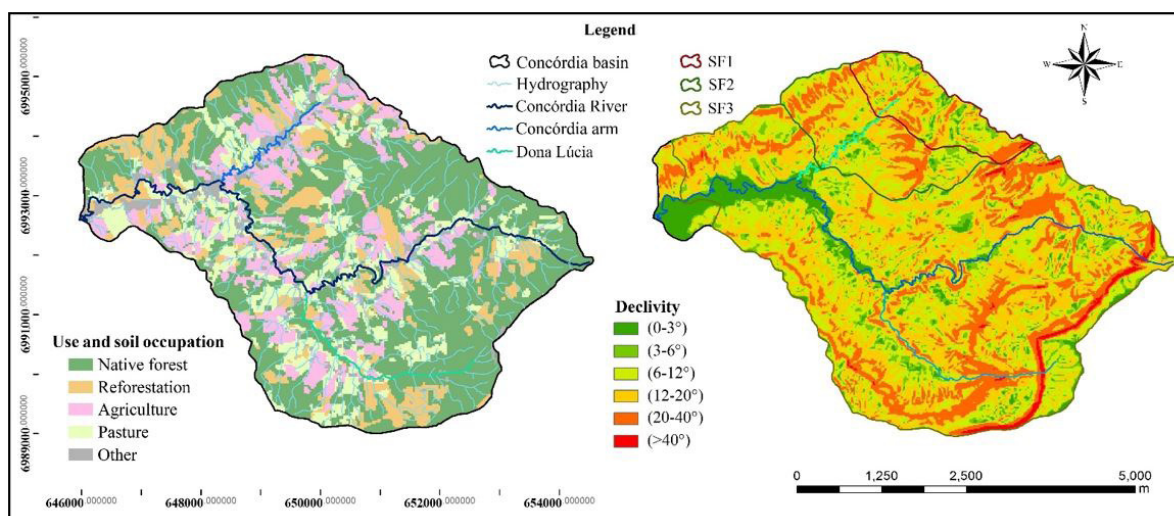 Legend
Concórdia basin
Hydrography
Concórdia River
Concórdia arm
Dona Lúcia
SF1
SF2
SF3
N
W
E
S
6995000.000000
6993000.000000
6991000.000000
6989000.000000
Use and soil occupation
Native forest
Reforestation
Agriculture
Pasture
Other
646000.000000
648000.000000
650000.000000
652000.000000
654000.000000
Declivity
(0-3°)
(3-6°)
(6-12°)
(12-20°)
(20-40°)
(>40°)
0
1,250
2,500
5,000
m